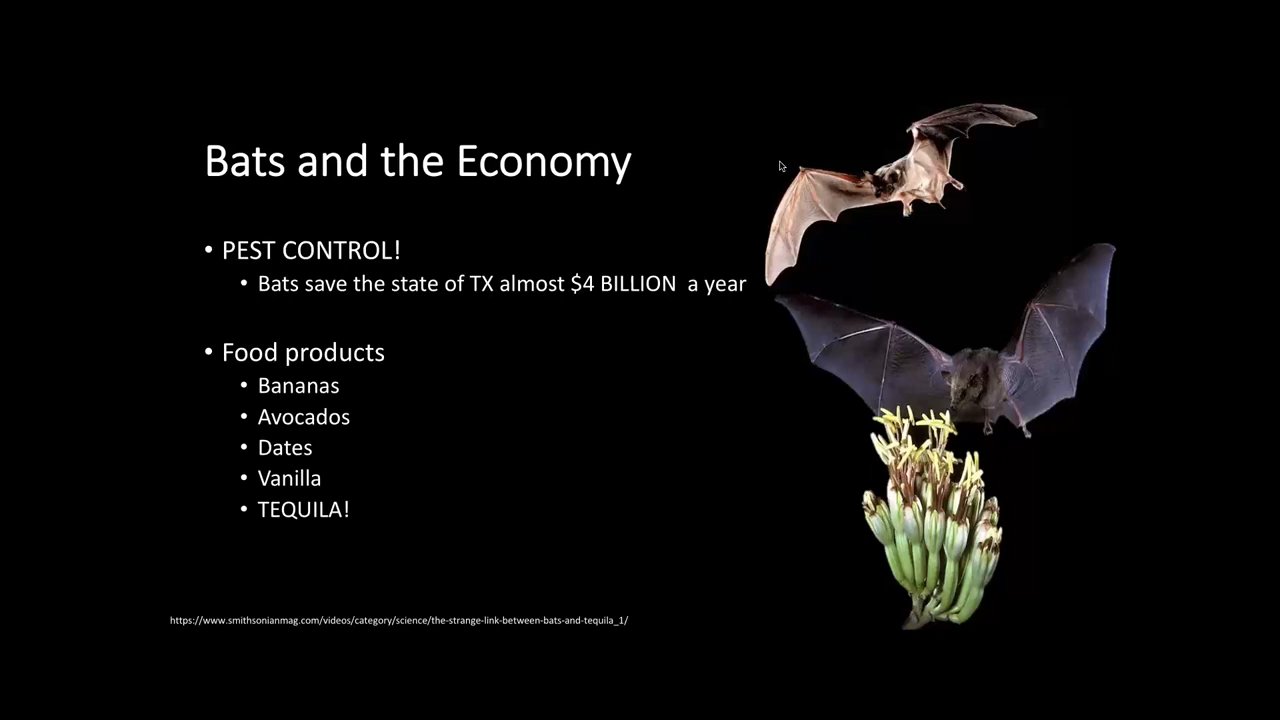 Bats and the Economy
• PEST CONTROL!
• Bats save the state of TX almost $4 BILLION  a year
• Food products
• Bananas
• Avocados
• Dates
• Vanilla
• TEQUILA!
https://www.smithsonianmag.com/videos/category/science/the-strange-link-between-bats-and-tequila_1/